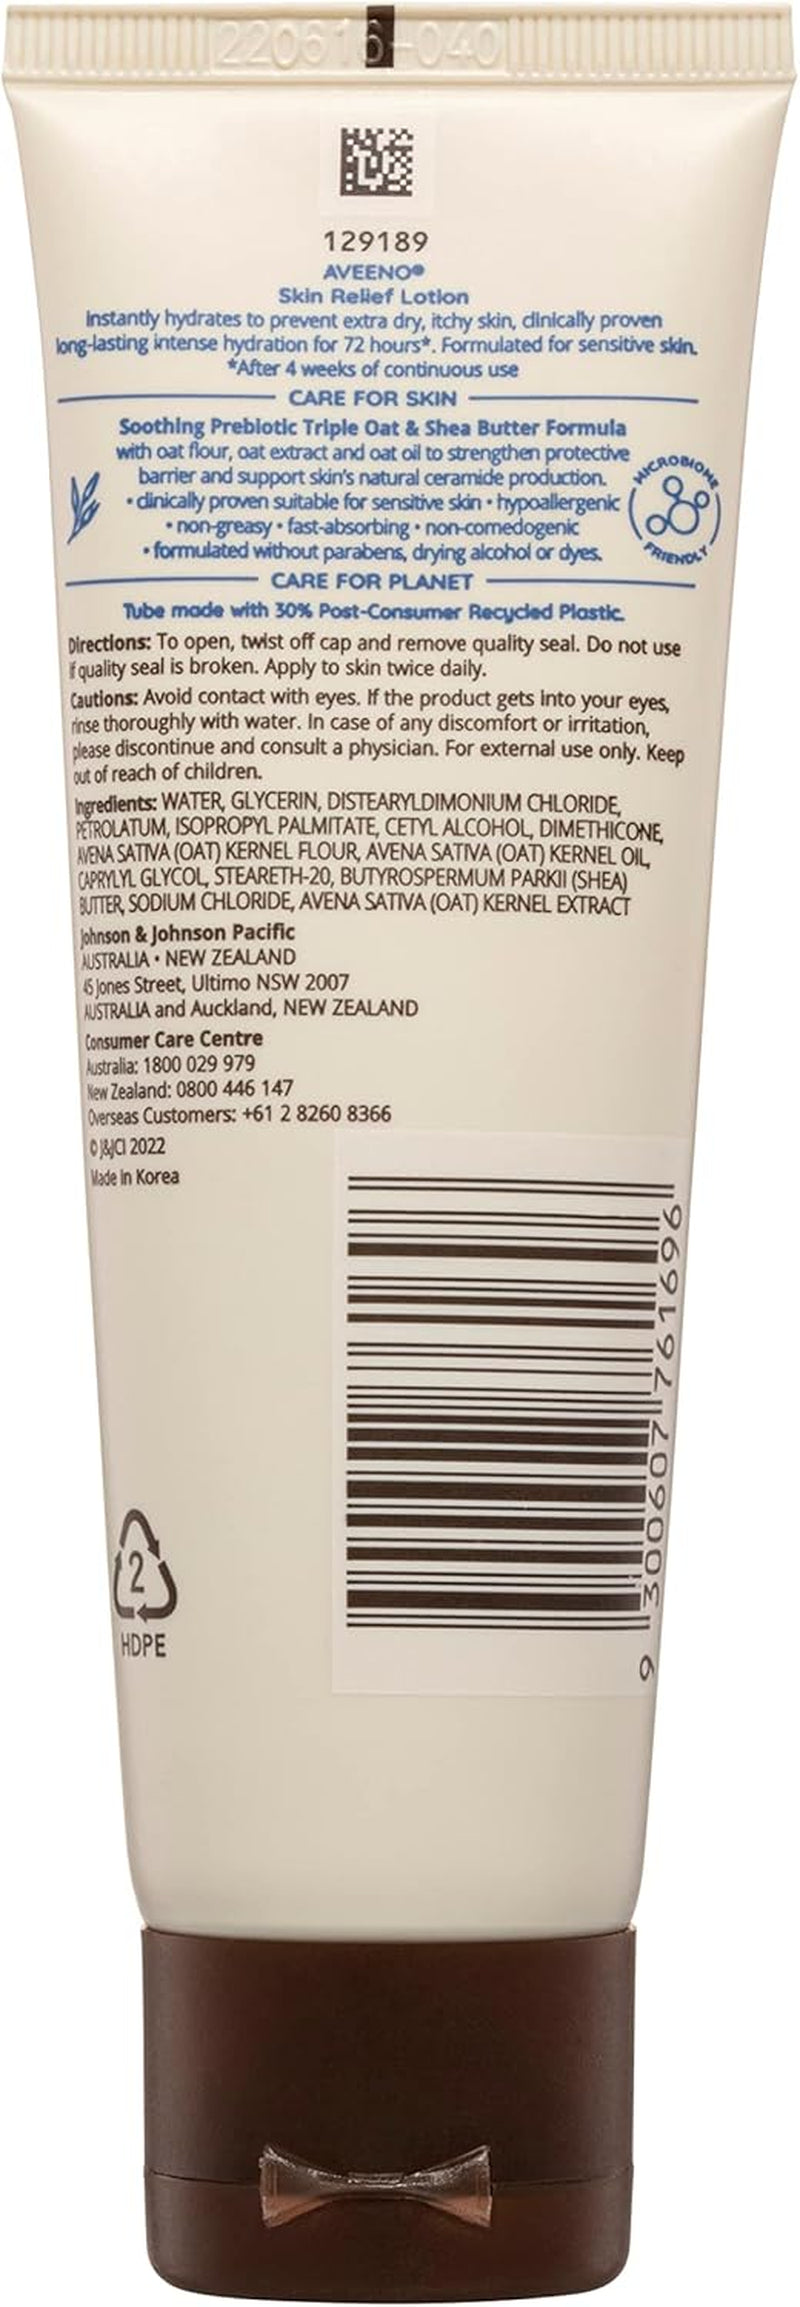 220616-040
129189
AVEENO®
Skin Relief Lotion
Instantly hydrates to prevent extra dry, itchy skin, clinically proven
long-lasting intense hydration for 72 hours*. Formulated for sensitive skin.
*After 4 weeks of continuous use
CARE FOR SKIN
Soothing Prebiotic Triple Oat & Shea Butter Formula
with oat flour, oat extract and oat oil to strengthen protective
barrier and support skin's natural ceramide production.
• clinically proven suitable for sensitive skin • hypoallergenic
• non-greasy • fast-absorbing • non-comedogenic
• formulated without parabens, drying alcohol or dyes.
MICROBIOME
FRIENDLY
CARE FOR PLANET
Tube made with 30% Post-Consumer Recycled Plastic.
Directions: To open, twist off cap and remove quality seal. Do not use
if quality seal is broken. Apply to skin twice daily.
Cautions: Avoid contact with eyes. If the product gets into your eyes,
rinse thoroughly with water. In case of any discomfort or irritation,
please discontinue and consult a physician. For external use only. Keep
out of reach of children.
Ingredients: WATER, GLYCERIN, DISTEARYLDIMONIUM CHLORIDE,
PETROLATUM, ISOPROPYL PALMITATE, CETYL ALCOHOL, DIMETHICONE,
AVENA SATIVA (OAT) KERNEL FLOUR, AVENA SATIVA (OAT) KERNEL OIL,
CAPRYLYL GLYCOL, STEARETH-20, BUTYROSPERMUM PARKII (SHEA)
BUTTER, SODIUM CHLORIDE, AVENA SATIVA (OAT) KERNEL EXTRACT
Johnson & Johnson Pacific
AUSTRALIA • NEW ZEALAND
45 Jones Street, Ultimo NSW 2007
AUSTRALIA and Auckland, NEW ZEALAND
Consumer Care Centre
Australia: 1800 029 979
New Zealand: 0800 446 147
Overseas Customers: +61 2 8260 8366
© J&JCI 2022
Made in Korea
9 300607 761696
2
HDPE